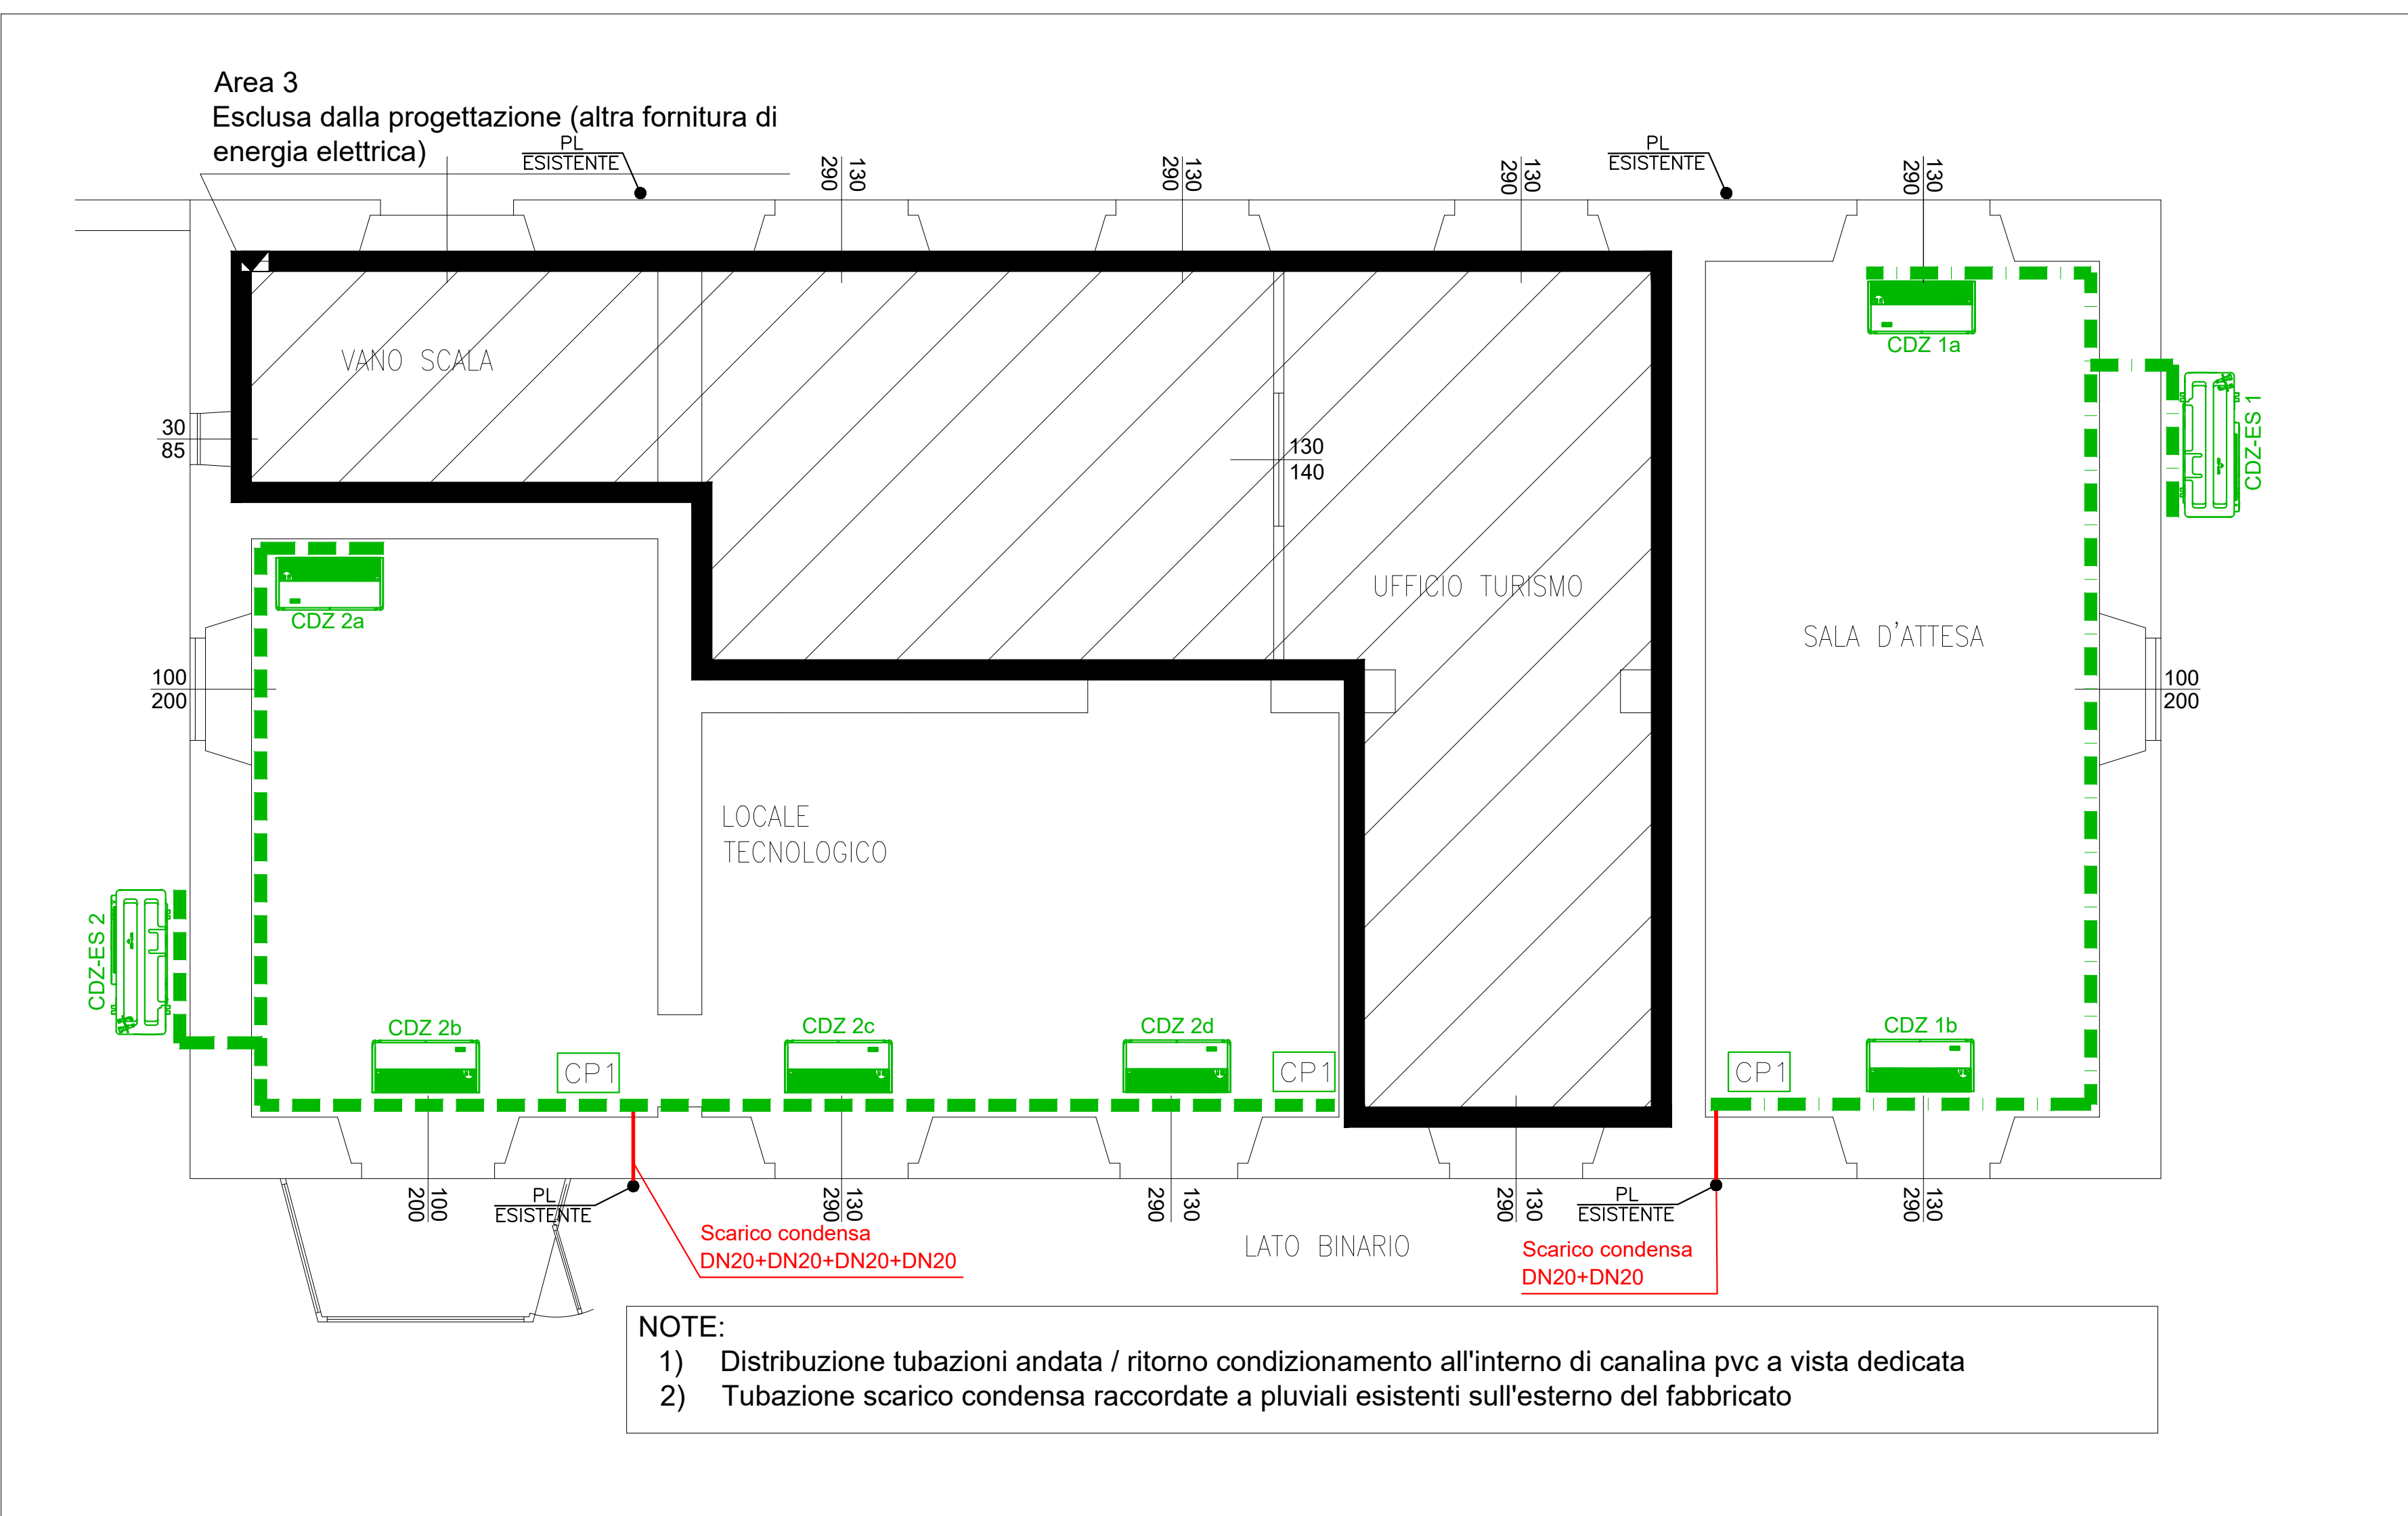 Area 3
Esclusa dalla progettazione (altra fornitura di
energia elettrica)
PL
ESISTENTE
130
290
130
290
130
290
PL
ESISTENTE
130
290
VANO SCALA
CDZ 1a
CDZ-ES 1
30
85
130
140
UFFICIO TURISMO
CDZ 2a
SALA D'ATTESA
100
200
100
200
LOCALE
TECNOLOGICO
CDZ-ES 2
CDZ 2b
CP1
CDZ 2c
CDZ 2d
CP1
CP1
CDZ 1b
100
200
PL
ESISTENTE
130
290
130
290
130
290
PL
ESISTENTE
130
290
Scarico condensa
DN20+DN20+DN20+DN20
LATO BINARIO
Scarico condensa
DN20+DN20
NOTE:
1) Distribuzione tubazioni andata / ritorno condizionamento all'interno di canalina pvc a vista dedicata
2) Tubazione scarico condensa raccordate a pluviali esistenti sull'esterno del fabbricato